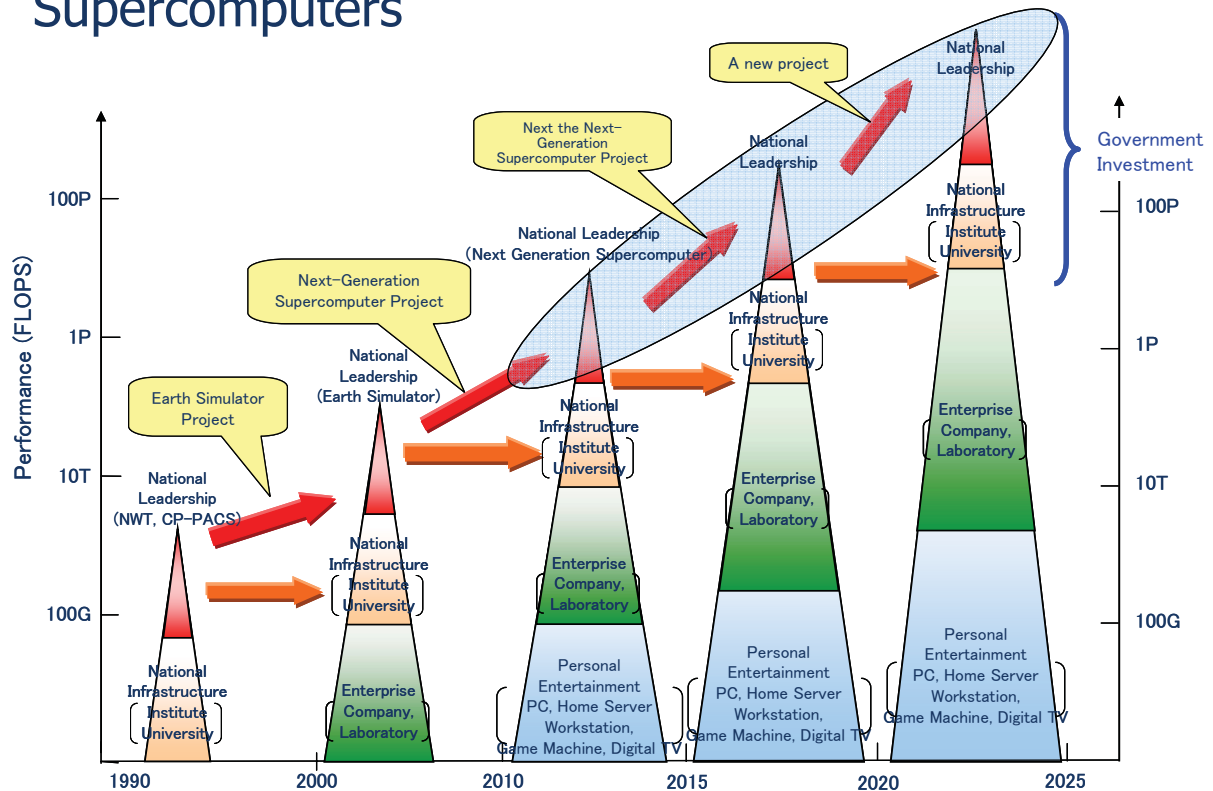 Supercomputers
A new project
National
Leadership
Next the Next-
Generation
Supercomputer Project
National
Leadership
Government
Investment
National
Infrastructure
Institute
University
100P
100P
National Leadership
(Next Generation Supercomputer)
Next-Generation
Supercomputer Project
National
Infrastructure
Institute
University
Performance (FLOPS)
1P
1P
National
Leadership
(Earth Simulator)
Earth Simulator
Project
National
Infrastructure
Institute
University
Enterprise
Company,
Laboratory
10T
10T
National
Leadership
(NWT, CP-PACS)
Enterprise
Company,
Laboratory
National
Infrastructure
Institute
University
Enterprise
Company,
Laboratory
100G
100G
National
Infrastructure
Institute
University
Enterprise
Company,
Laboratory
Personal
Entertainment
PC, Home Server
Workstation,
Game Machine, Digital TV
Personal
Entertainment
PC, Home Server
Workstation,
Game Machine, Digital TV
Personal
Entertainment
PC, Home Server
Workstation,
Game Machine, Digital TV
1990
2000
2010
2015
2020
2025